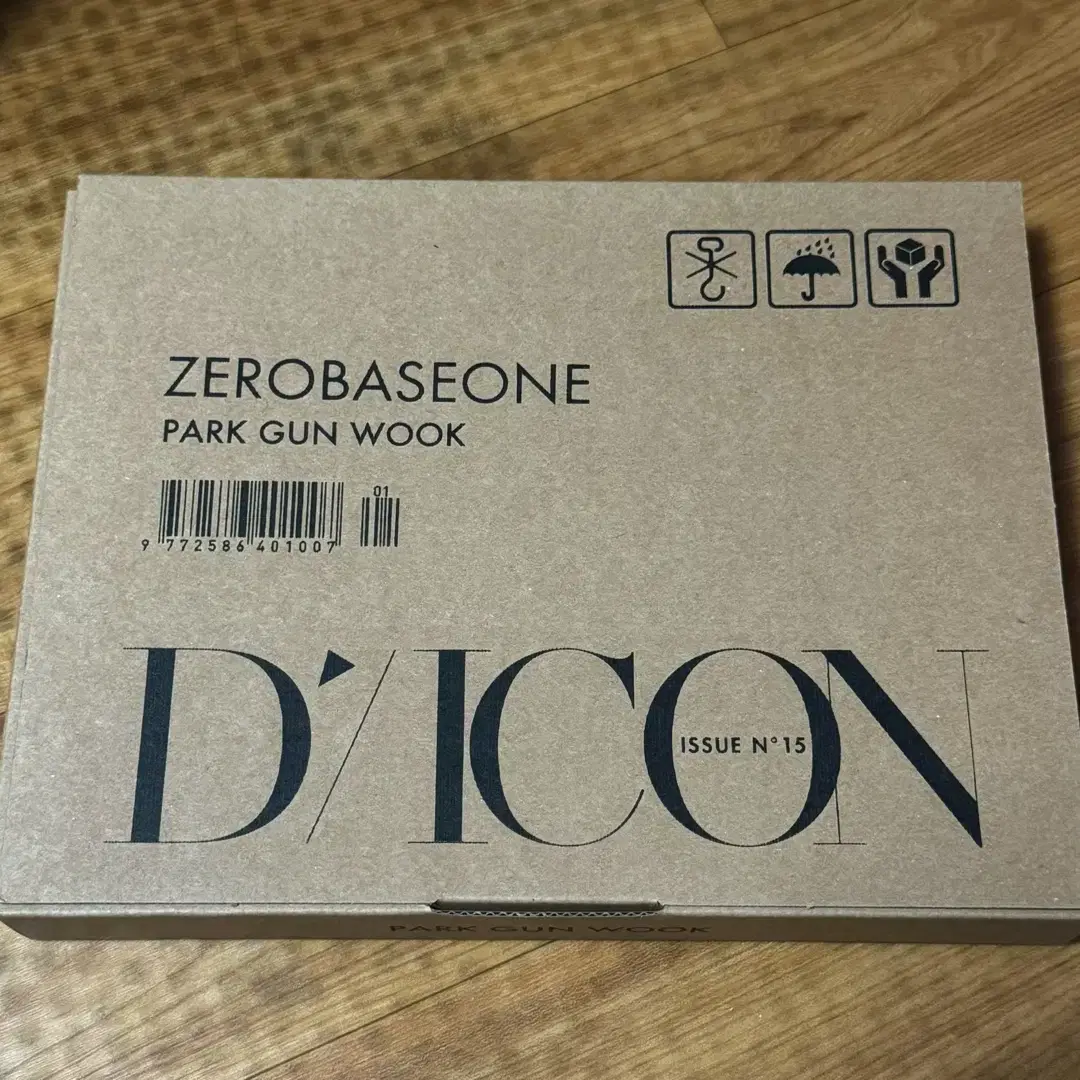 ZEROBASEONE
PARK GUN WOOK
01
9 772586 401007
D'/ICON
ISSUE N°15
PARK GUN WOOK